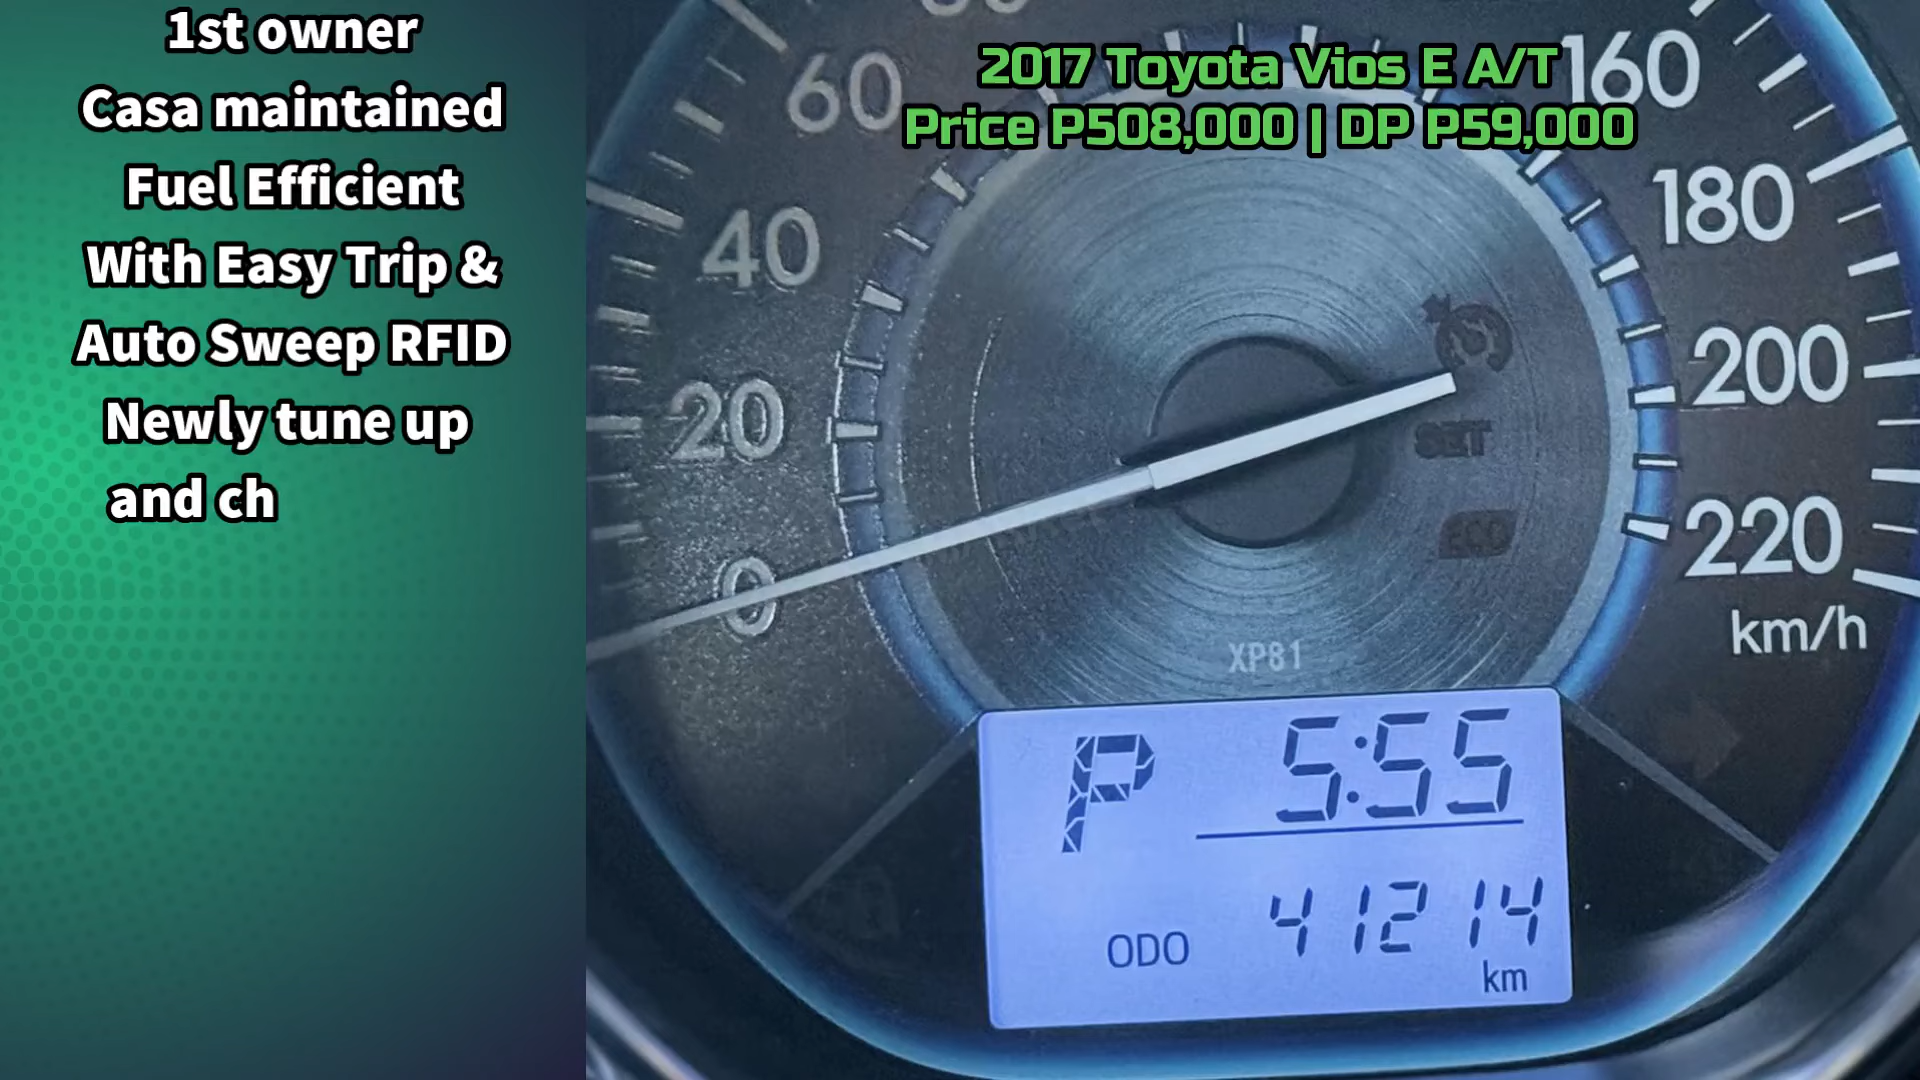 1st owner
Casa maintained
Fuel Efficient
With Easy Trip &
Auto Sweep RFID
Newly tune up
and ch
2017 Toyota Vios E A/T
Price P508,000 | DP P59,000
60
40
20
0
160
180
200
220
km/h
SET
ECO
XP81
P 5:55
ODO 41214
km